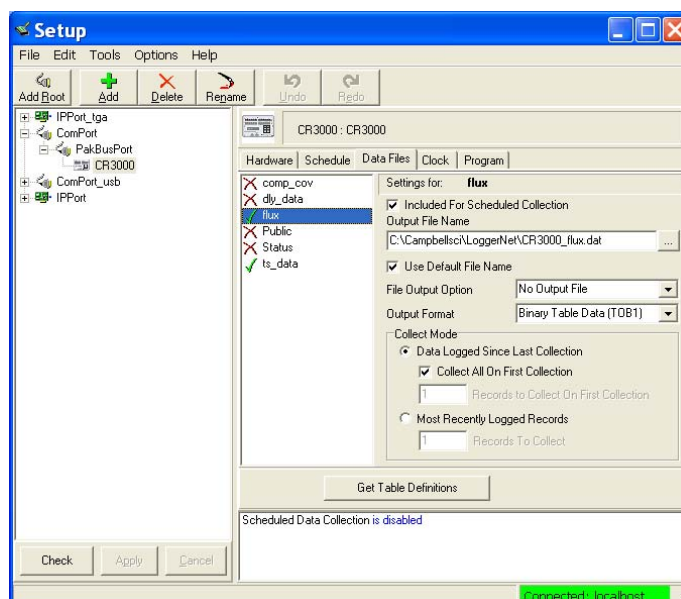 Setup
File Edit Tools Options Help
Add Root Add Delete Rename Undo Redo
IPPort_tga
ComPort
PakBusPort
CR3000
ComPort_usb
IPPort
Check Apply Cancel
CR3000 : CR3000
Hardware Schedule Data Files Clock Program
comp_cov
dly_data
flux
Public
Status
ts_data
Settings for: flux
Included For Scheduled Collection
Output File Name
C:\Campbellsci\LoggerNet\CR3000_flux.dat ...
Use Default File Name
File Output Option No Output File
Output Format Binary Table Data (TOB1)
Collect Mode
Data Logged Since Last Collection
Collect All On First Collection
1 Records to Collect On First Collection
Most Recently Logged Records
1 Records To Collect
Get Table Definitions
Scheduled Data Collection is disabled
Connected: localhost